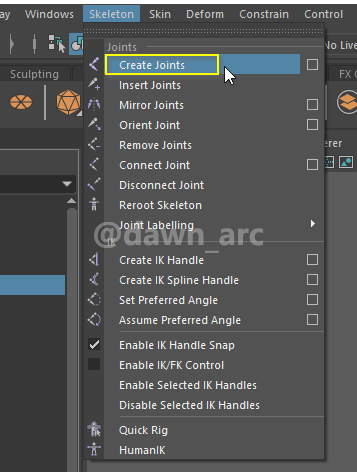 Windows Skeleton Skin Deform Constrain Control
Joints
No Live
Create Joints
Sculpting
Insert Joints
FX
Mirror Joints
Orient Joint
Remove Joints
Connect Joint
Disconnect Joint
Reroot Skeleton
Joint Labelling
@dawn_arc
IK
Create IK Handle
Create IK Spline Handle
Set Preferred Angle
Assume Preferred Angle
Enable IK Handle Snap
Enable IK/FK Control
Enable Selected IK Handles
Disable Selected IK Handles
Quick Rig
HumanIK